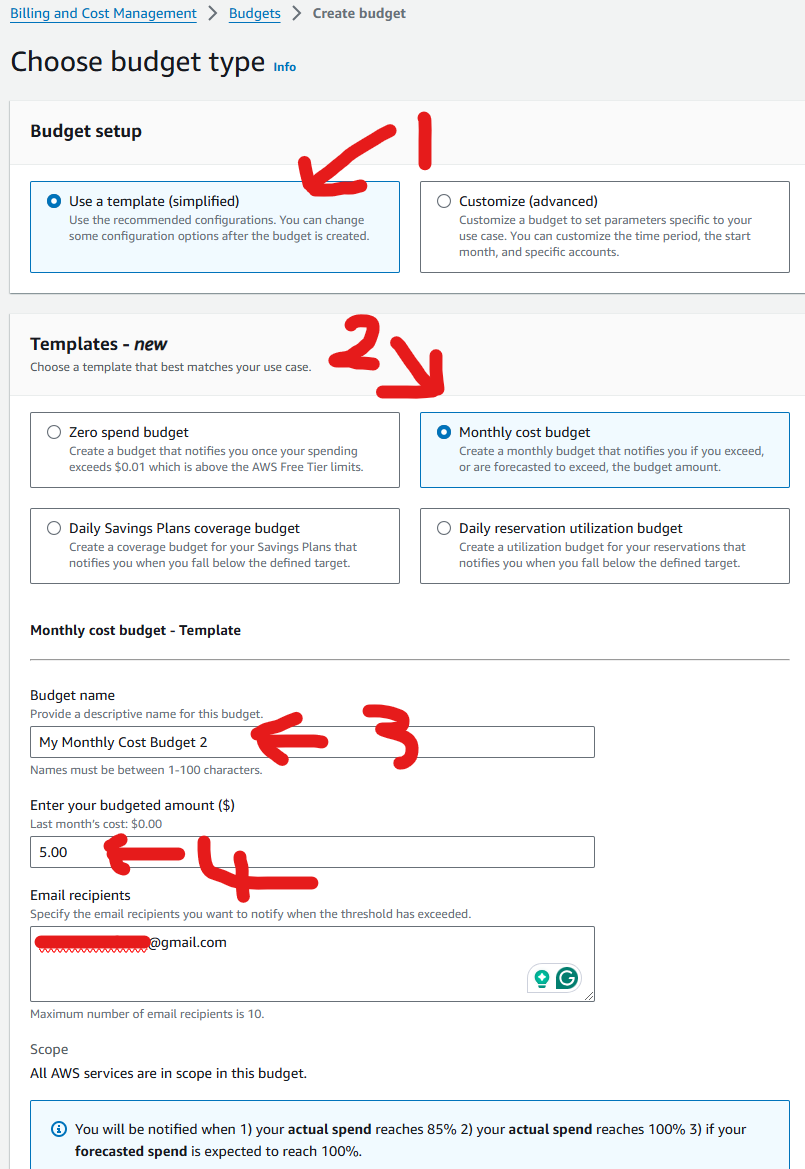 Billing and Cost Management > Budgets > Create budget
Choose budget type Info
Budget setup
1
Use a template (simplified)
Use the recommended configurations. You can change
some configuration options after the budget is created.
Customize (advanced)
Customize a budget to set parameters specific to your
use case. You can customize the time period, the start
month, and specific accounts.
Templates - new
Choose a template that best matches your use case.
2
Zero spend budget
Create a budget that notifies you once your spending
exceeds $0.01 which is above the AWS Free Tier limits.
Monthly cost budget
Create a monthly budget that notifies you if you exceed,
or are forecasted to exceed, the budget amount.
Daily Savings Plans coverage budget
Create a coverage budget for your Savings Plans that
notifies you when you fall below the defined target.
Daily reservation utilization budget
Create a utilization budget for your reservations that
notifies you when you fall below the defined target.
Monthly cost budget - Template
Budget name
Provide a descriptive name for this budget.
My Monthly Cost Budget 2
3
Names must be between 1-100 characters.
Enter your budgeted amount ($)
Last month's cost: $0.00
5.00
4
Email recipients
Specify the email recipients you want to notify when the threshold has exceeded.
@gmail.com
Maximum number of email recipients is 10.
Scope
All AWS services are in scope in this budget.
You will be notified when 1) your actual spend reaches 85% 2) your actual spend reaches 100% 3) if your
forecasted spend is expected to reach 100%.